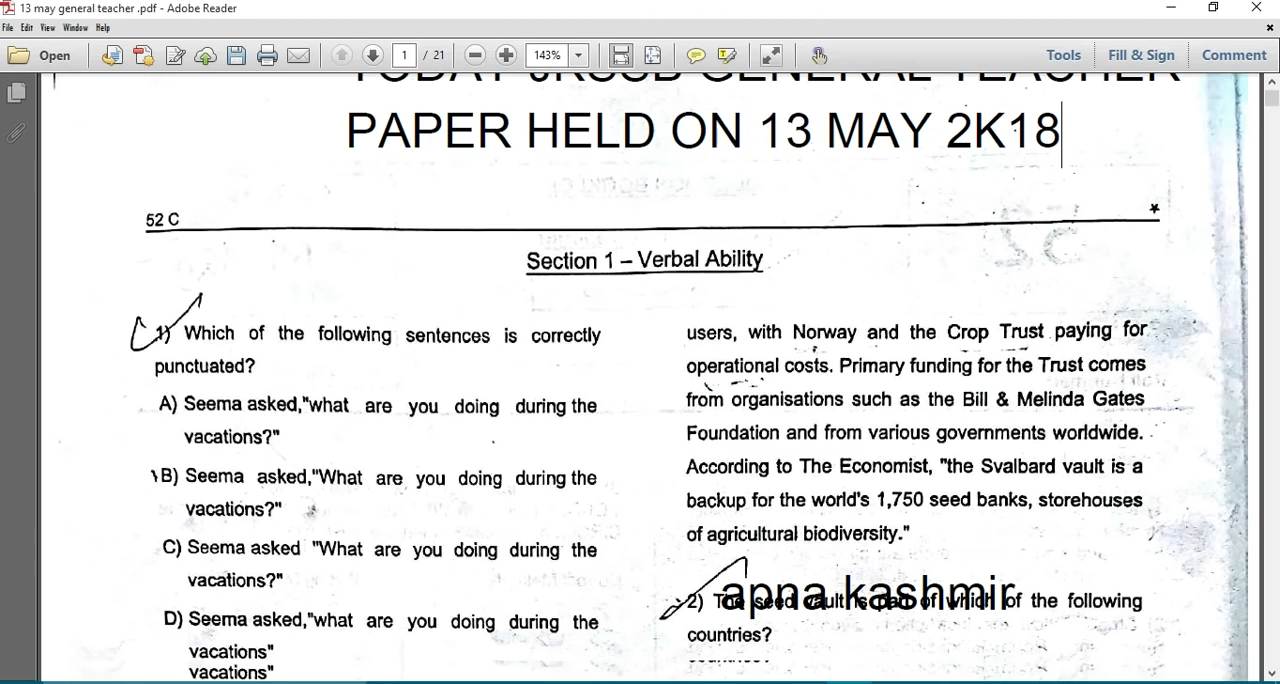 13 may general teacher .pdf - Adobe Reader
File Edit View Window Help
Open 1 / 21 143% Tools Fill & Sign Comment
TODAY JKSSB GENERAL TEACHER
PAPER HELD ON 13 MAY 2K18
52 C
Section 1 – Verbal Ability
1) Which of the following sentences is correctly
punctuated?
A) Seema asked,"what are you doing during the
vacations?"
B) Seema asked,"What are you doing during the
vacations?"
C) Seema asked "What are you doing during the
vacations?"
D) Seema asked,"what are you doing during the
vacations"
vacations"
users, with Norway and the Crop Trust paying for
operational costs. Primary funding for the Trust comes
from organisations such as the Bill & Melinda Gates
Foundation and from various governments worldwide.
According to The Economist, "the Svalbard vault is a
backup for the world's 1,750 seed banks, storehouses
of agricultural biodiversity."
apna kashmir
2) The seed vault is part of which of the following
countries?